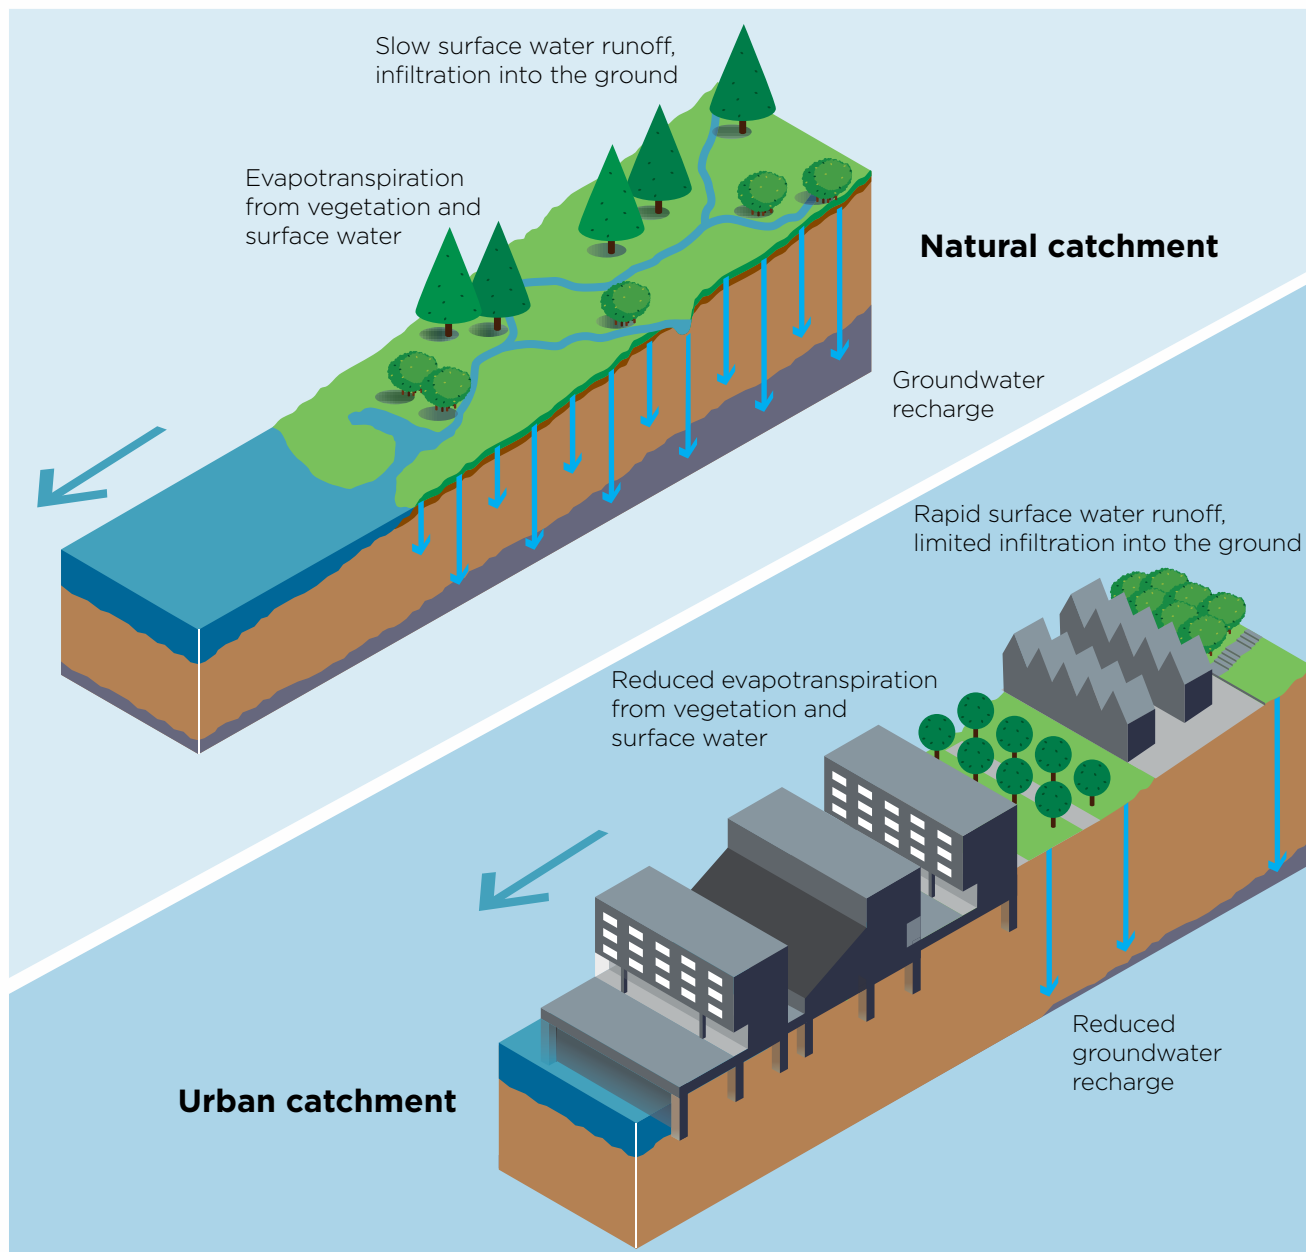 Slow surface water runoff,
infiltration into the ground
Evapotranspiration
from vegetation and
surface water
Natural catchment
Groundwater
recharge
Rapid surface water runoff,
limited infiltration into the ground
Reduced evapotranspiration
from vegetation and
surface water
Reduced
groundwater
recharge
Urban catchment